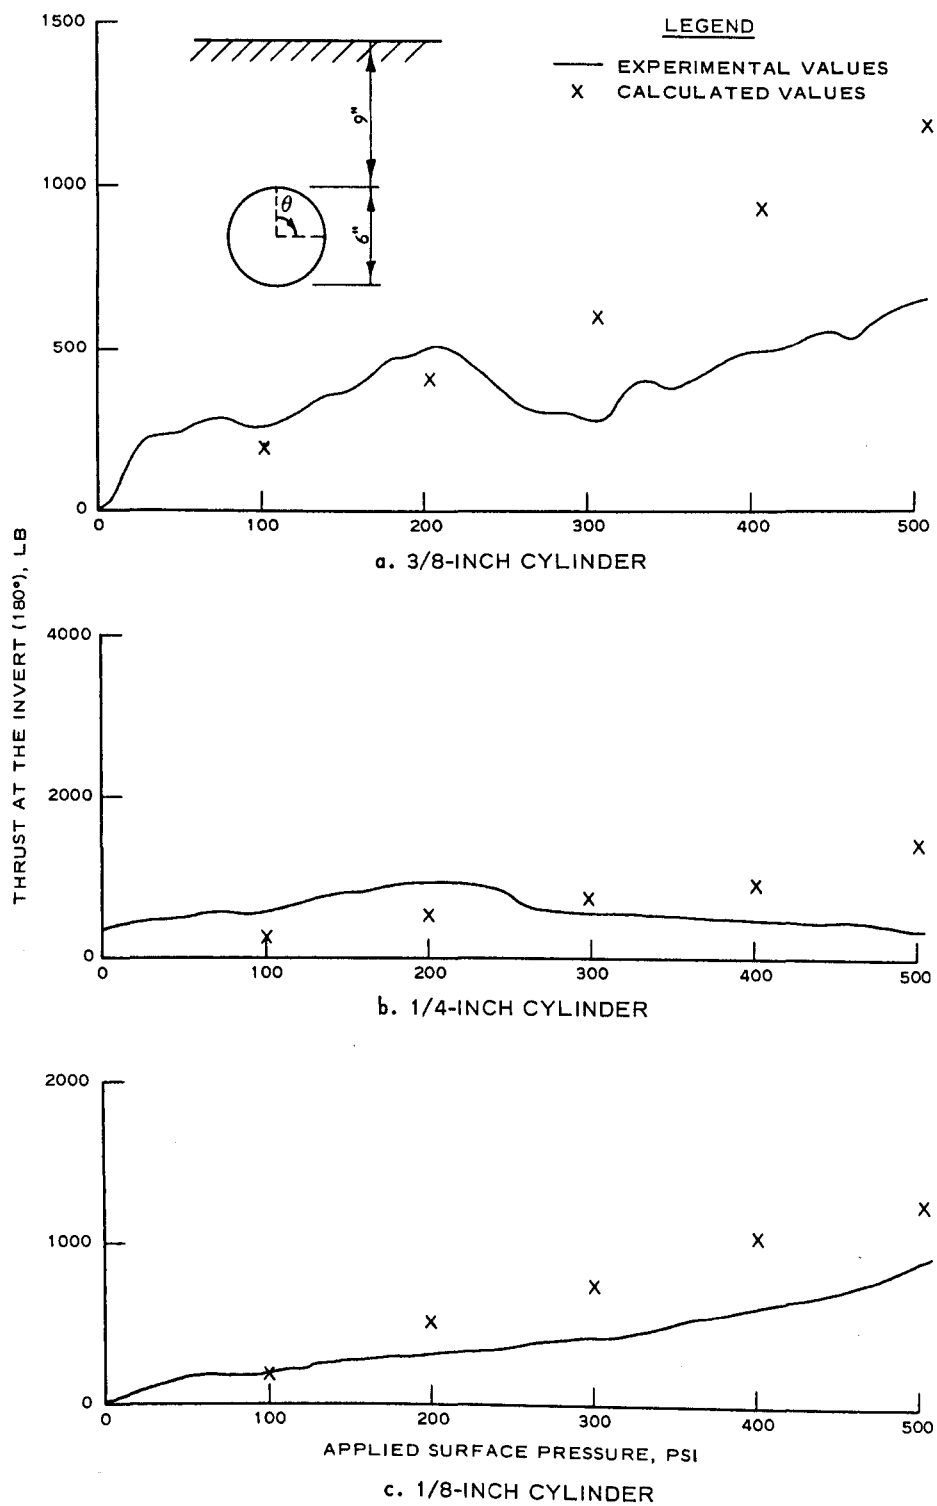 1500
LEGEND
EXPERIMENTAL VALUES
X CALCULATED VALUES
9"
1000
θ
6"
500
0
0 100 200 300 400 500
a. 3/8-INCH CYLINDER
THRUST AT THE INVERT (180°), LB
4000
2000
0
0 100 200 300 400 500
b. 1/4-INCH CYLINDER
2000
1000
0
0 100 200 300 400 500
APPLIED SURFACE PRESSURE, PSI
c. 1/8-INCH CYLINDER